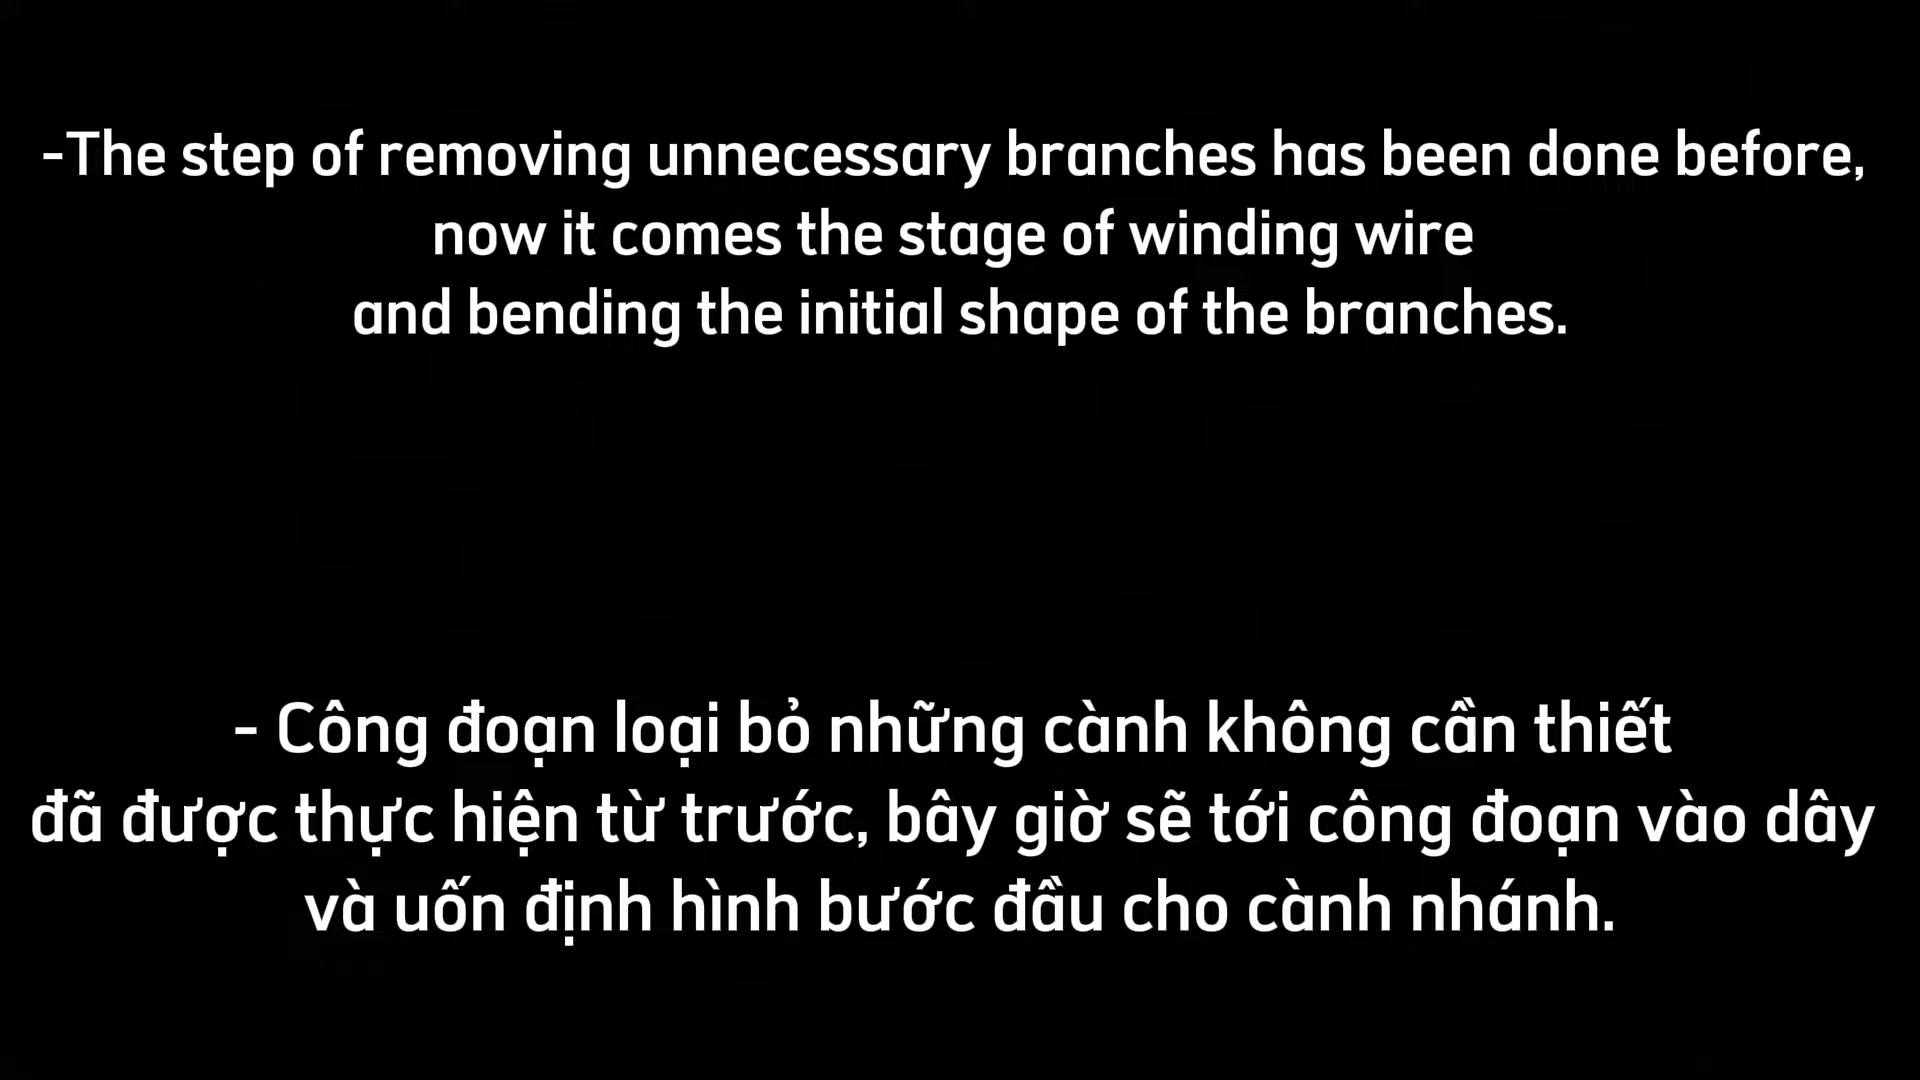 -The step of removing unnecessary branches has been done before,
now it comes the stage of winding wire
and bending the initial shape of the branches.
- Công đoạn loại bỏ những cành không cần thiết
đã được thực hiện từ trước, bây giờ sẽ tới công đoạn vào dây
và uốn định hình bước đầu cho cành nhánh.